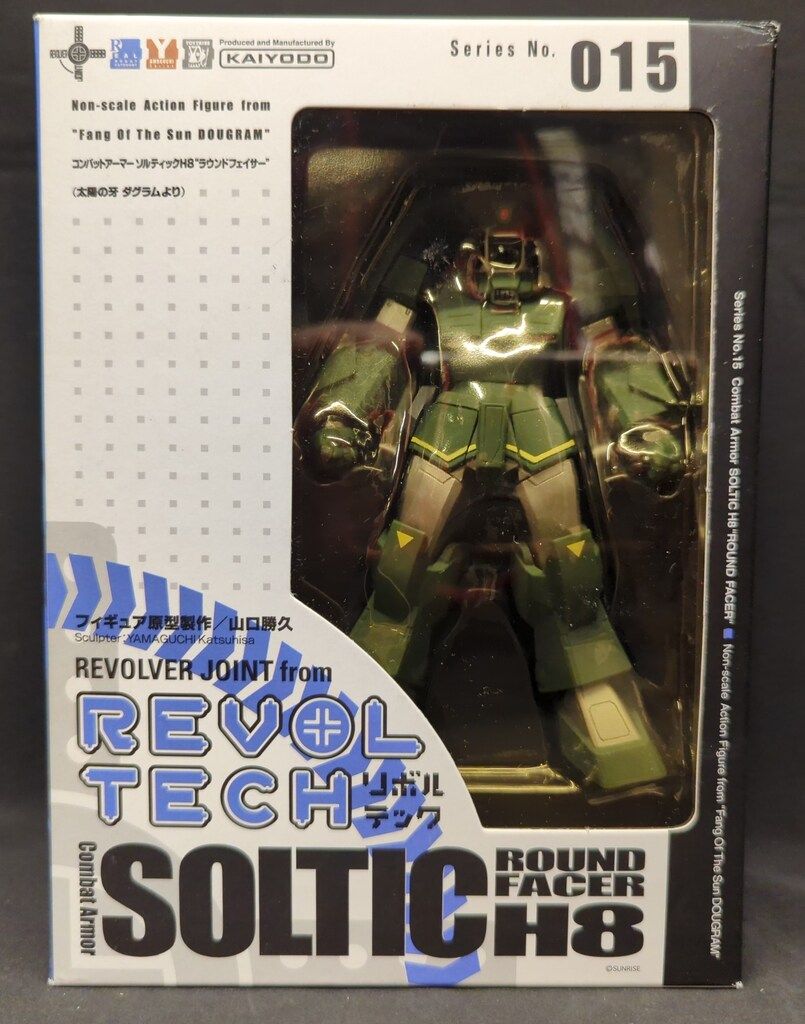 Produced and Manufactured By
KAIYODO
Series No. 015
Non-scale Action Figure from
"Fang Of The Sun DOUGRAM"
コンバットアーマー ソルティックH8"ラウンドフェイサー"
(太陽の牙 ダグラムより)
フィギュア原型製作/山口勝久
Sculpter:YAMAGUCHI Katsuhisa
REVOLVER JOINT from
REVOL
TECH リボル
テック
Combat Armor
SOLTIC ROUND
FACER
H8
©SUNRISE
Series No.15 Combat Armor SOLTIC H8 "ROUND FACER" ■ Non-scale Action Figure from "Fang Of The Sun DOUGRAM"